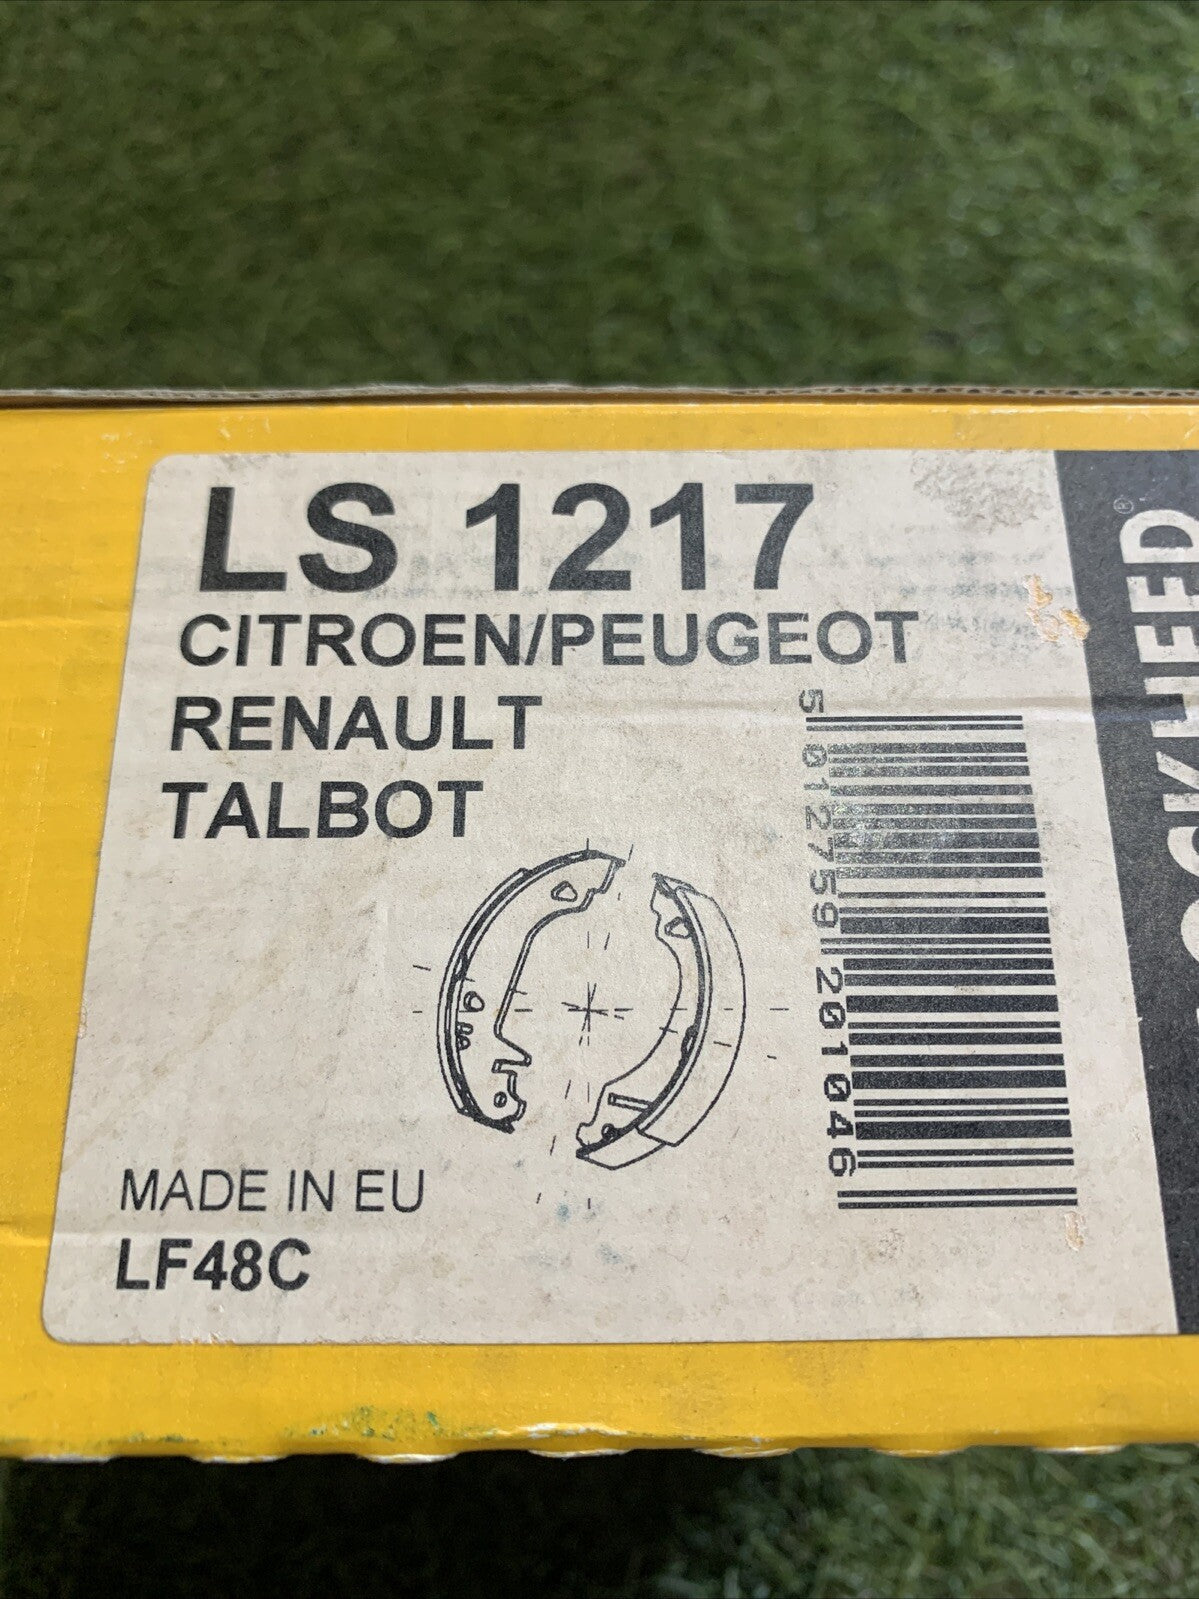 LS 1217
CITROEN/PEUGEOT
RENAULT
TALBOT
5 012759 201046
MADE IN EU
LF48C